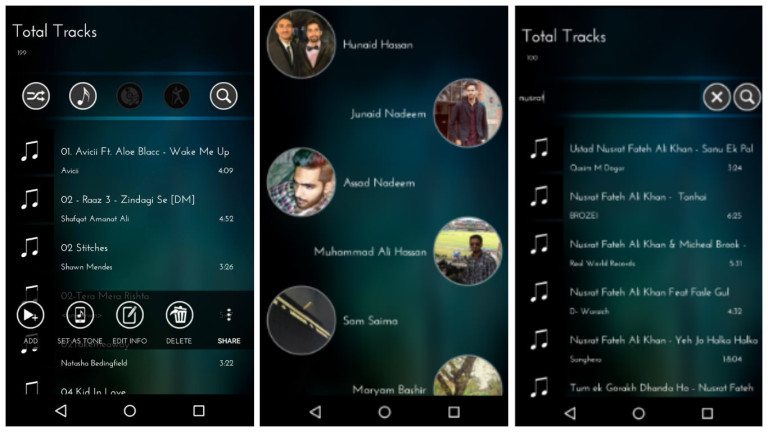 Total Tracks
199
01. Avicii Ft. Aloe Blacc - Wake Me Up
Avicii 4:09
02 - Raaz 3 - Zindagi Se [DM]
Shafqat Amanat Ali 4:52
02 Stitches
Shawn Mendes 3:26
02-Tera Mera Rishta
ADD SET AS TONE EDIT INFO DELETE SHARE
Natasha Bedingfield 3:22
04 Kid In Love
Hunaid Hassan
Junaid Nadeem
Assad Nadeem
Muhammad Ali Hassan
Sam Saima
Maryam Bashir
Total Tracks
100
nusrat
Ustad Nusrat Fateh Ali Khan - Sanu Ek Pal
Qasim M Dogar 3:24
Nusrat Fateh Ali Khan - Tanhai
BROZEI 6:25
Nusrat Fateh Ali Khan & Micheal Brook -
Real World Records 5:31
Nusrat Fateh Ali Khan Feat Fasle Gul
D- Warsich 4:32
Nusrat Fateh Ali Khan - Yeh Jo Halka Halka
Sanghera 18:04
Tum ek Gorakh Dhanda Ho - Nusrat Fateh